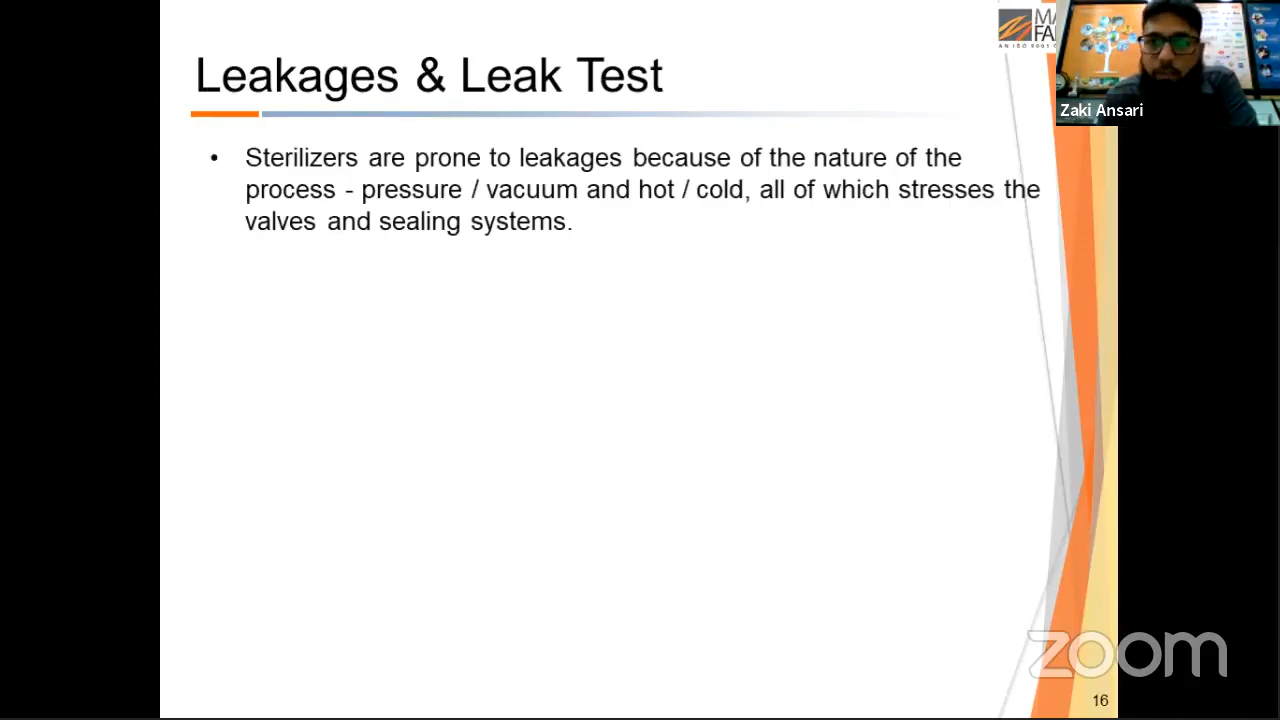 Leakages & Leak Test
Zaki Ansari
• Sterilizers are prone to leakages because of the nature of the
process - pressure / vacuum and hot / cold, all of which stresses the
valves and sealing systems.
zoom
16